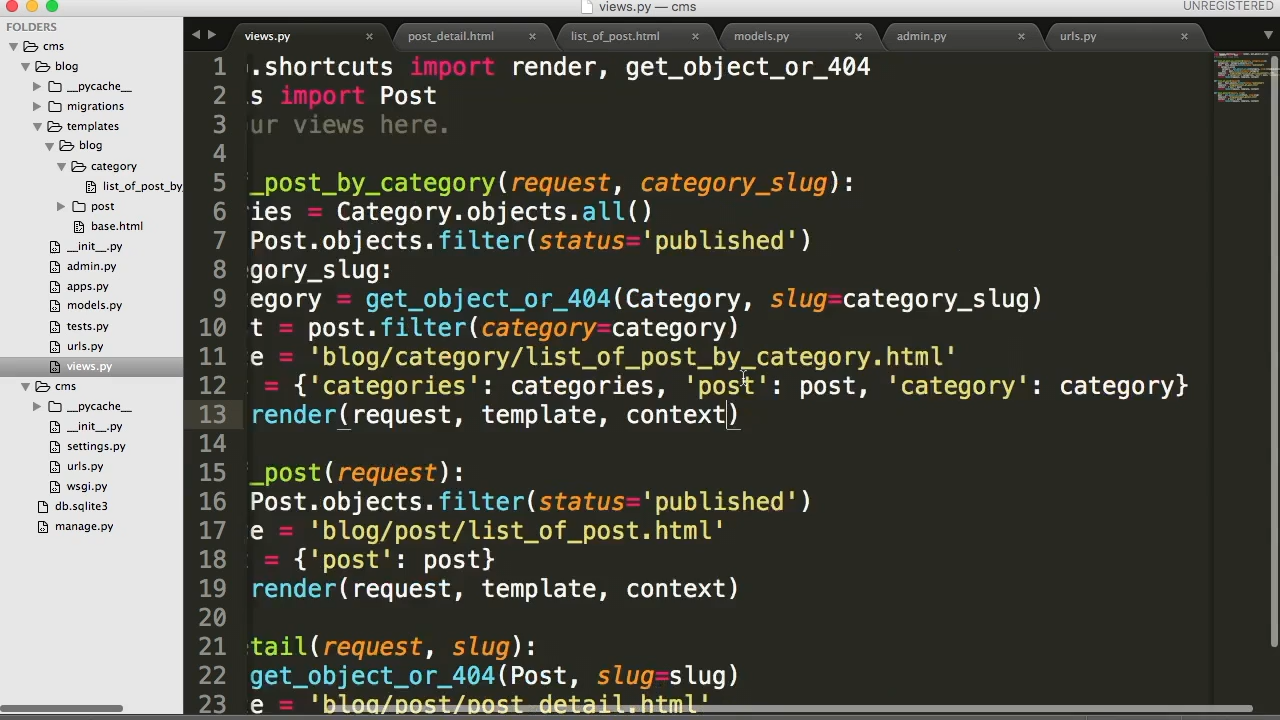 views.py — cms
UNREGISTERED
FOLDERS
cms
blog
__pycache__
migrations
templates
blog
category
list_of_post_by_
post
base.html
__init__.py
admin.py
apps.py
models.py
tests.py
urls.py
views.py
cms
__pycache__
__init__.py
settings.py
urls.py
wsgi.py
db.sqlite3
manage.py
views.py
post_detail.html
list_of_post.html
models.py
admin.py
urls.py
1 .shortcuts import render, get_object_or_404
2 s import Post
3 ur views here.
4
5 _post_by_category(request, category_slug):
6 ies = Category.objects.all()
7 Post.objects.filter(status='published')
8 egory_slug:
9 egory = get_object_or_404(Category, slug=category_slug)
10 t = post.filter(category=category)
11 e = 'blog/category/list_of_post_by_category.html'
12 = {'categories': categories, 'post': post, 'category': category}
13 render(request, template, context)
14
15 _post(request):
16 Post.objects.filter(status='published')
17 e = 'blog/post/list_of_post.html'
18 = {'post': post}
19 render(request, template, context)
20
21 tail(request, slug):
22 get_object_or_404(Post, slug=slug)
23 e = 'blog/post/post_detail.html'